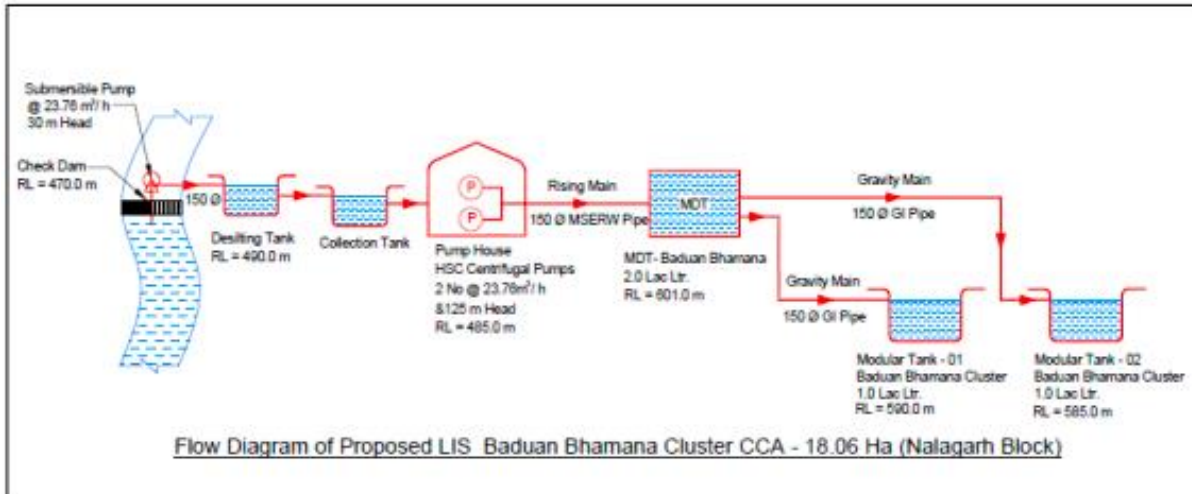 Submersible Pump
@ 23.76 m³/ h
30 m Head
Check Dam
RL = 470.0 m
150 Ø
Desilting Tank
RL = 490.0 m
Collection Tank
P
P
Pump House
HSC Centrifugal Pumps
2 No @ 23.76m³/ h
&125 m Head
RL = 485.0 m
Rising Main
150 Ø MSERW Pipe
MDT
MDT- Baduan Bhamana
2.0 Lac Ltr.
RL = 601.0 m
Gravity Main
150 Ø GI Pipe
Gravity Main
150 Ø GI Pipe
Modular Tank - 01
Baduan Bhamana Cluster
1.0 Lac Ltr.
RL = 590.0 m
Modular Tank - 02
Baduan Bhamana Cluster
1.0 Lac Ltr.
RL = 585.0 m
Flow Diagram of Proposed LIS Baduan Bhamana Cluster CCA - 18.06 Ha (Nalagarh Block)